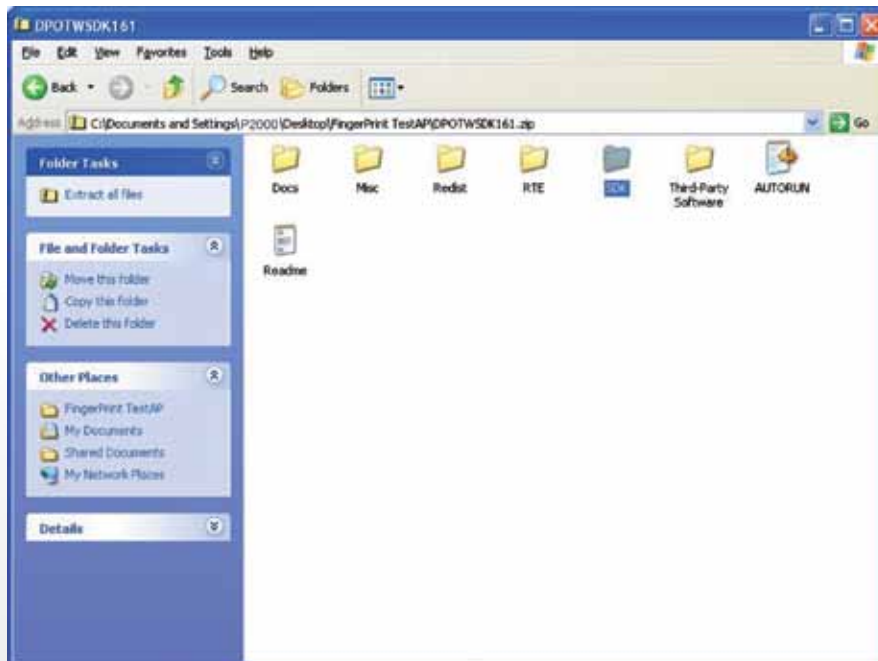 DPOTWSDK161
File Edit View Favorites Tools Help
Back Search Folders
Address C:\Documents and Settings\P2000\Desktop\FingerPrint TestAP\DPOTWSDK161.zip Go
Folder Tasks
Extract all files
File and Folder Tasks
Move this folder
Copy this folder
Delete this folder
Other Places
FingerPrint TestAP
My Documents
Shared Documents
My Network Places
Details
Docs Misc Redist RTE SDK Third-Party Software AUTORUN
Readme